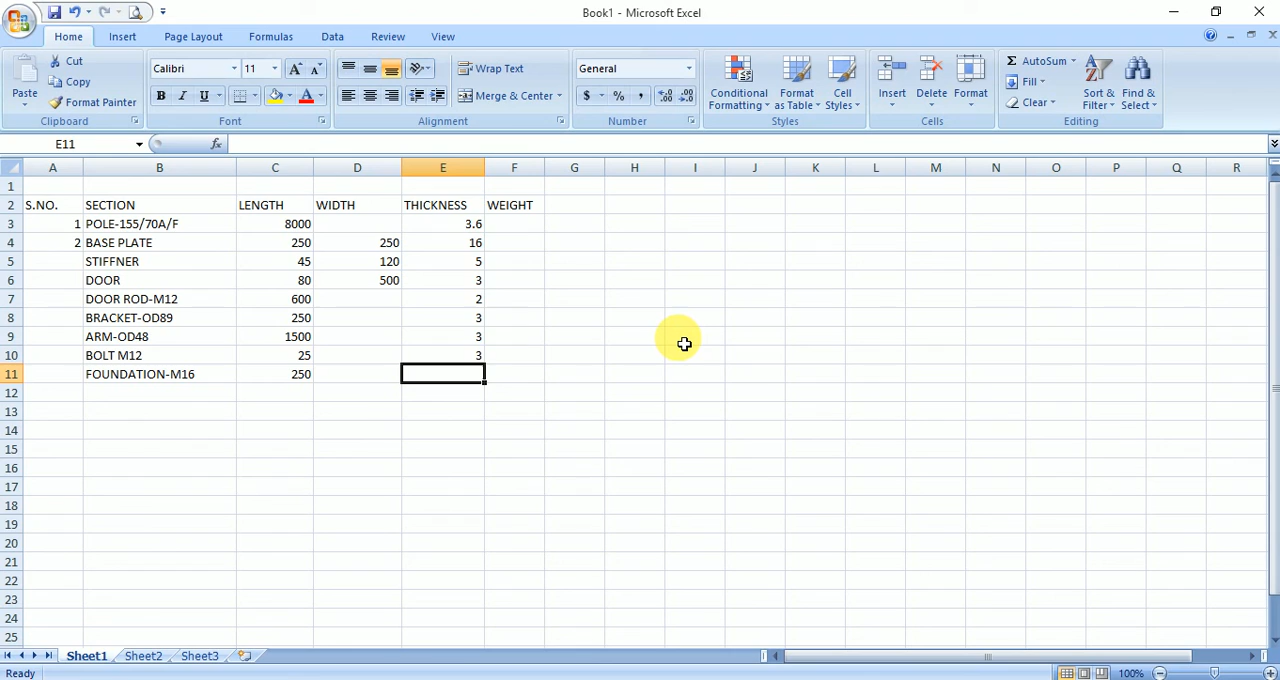 Book1 - Microsoft Excel
Home Insert Page Layout Formulas Data Review View
Paste
Cut
Copy
Format Painter
Clipboard
Calibri 11
B I U
Font
Wrap Text
Merge & Center
Alignment
General
$ % ,
Number
Conditional Formatting
Format as Table
Cell Styles
Styles
Insert
Delete
Format
Cells
Σ AutoSum
Fill
Clear
Sort & Filter
Find & Select
Editing
E11 fx
A B C D E F G H I J K L M N O P Q R
1
2 S.NO. SECTION LENGTH WIDTH THICKNESS WEIGHT
3 1 POLE-155/70A/F 8000 3.6
4 2 BASE PLATE 250 250 16
5 STIFFNER 45 120 5
6 DOOR 80 500 3
7 DOOR ROD-M12 600 2
8 BRACKET-OD89 250 3
9 ARM-OD48 1500 3
10 BOLT M12 25 3
11 FOUNDATION-M16 250
12
13
14
15
16
17
18
19
20
21
22
23
24
25
Sheet1 Sheet2 Sheet3
Ready 100%